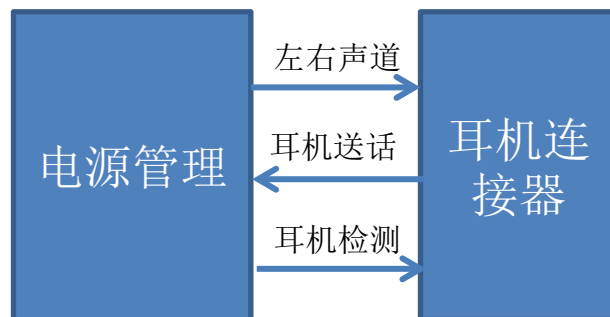 电源管理
左右声道
耳机送话
耳机检测
耳机连
接器